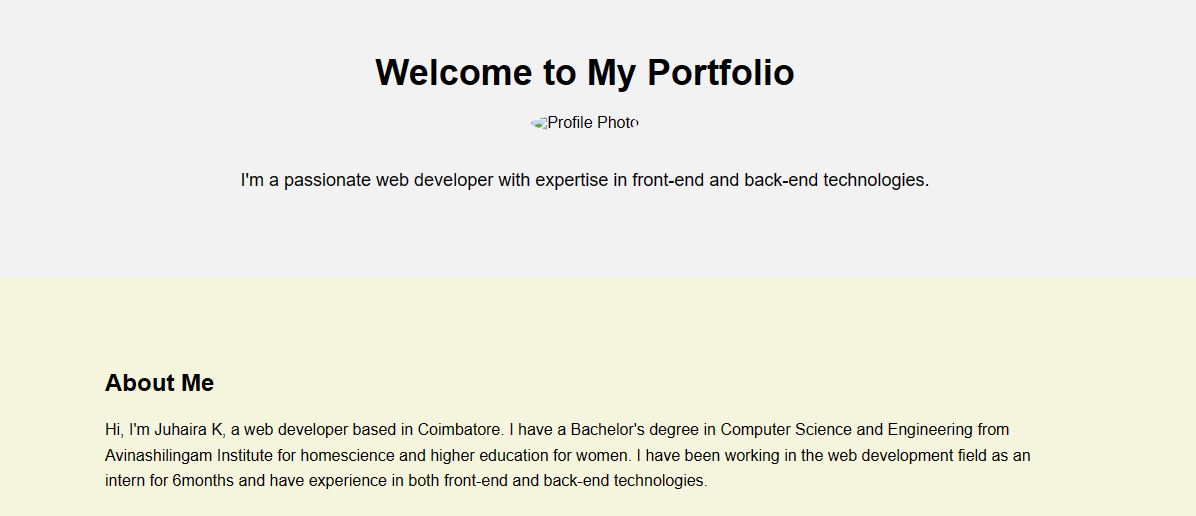 Welcome to My Portfolio
Profile Photo
I'm a passionate web developer with expertise in front-end and back-end technologies.
About Me
Hi, I'm Juhaira K, a web developer based in Coimbatore. I have a Bachelor's degree in Computer Science and Engineering from
Avinashilingam Institute for homescience and higher education for women. I have been working in the web development field as an
intern for 6months and have experience in both front-end and back-end technologies.